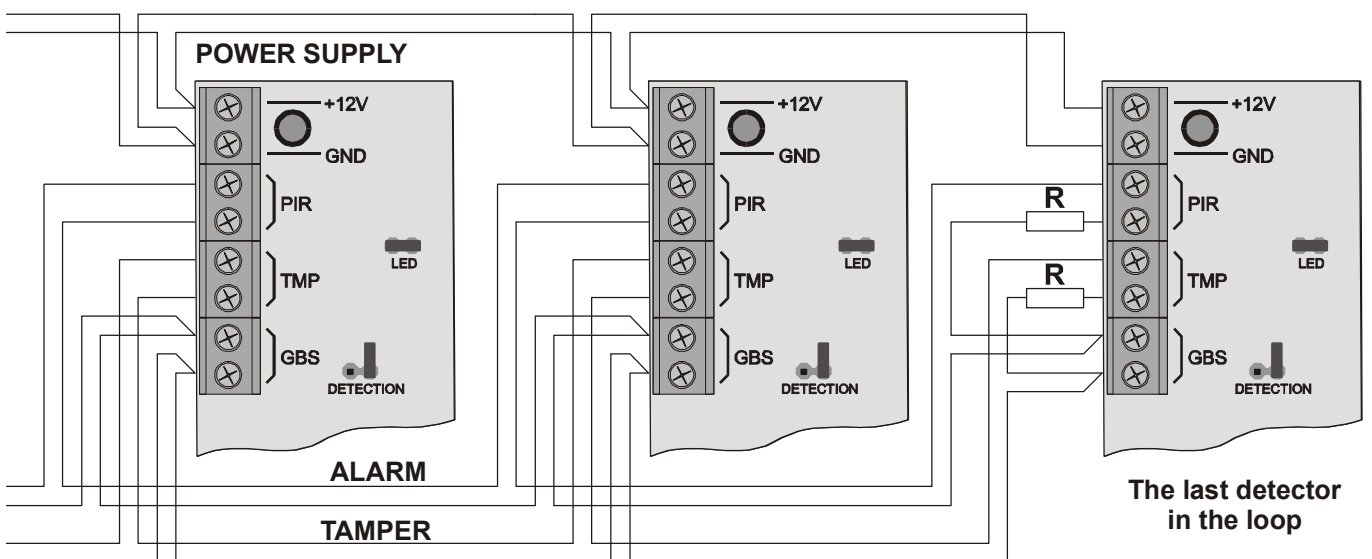 POWER SUPPLY
+12V
GND
PIR
TMP
GBS
LED
DETECTION
+12V
GND
PIR
TMP
GBS
LED
DETECTION
+12V
GND
R
PIR
R
TMP
GBS
LED
DETECTION
ALARM
TAMPER
The last detector
in the loop